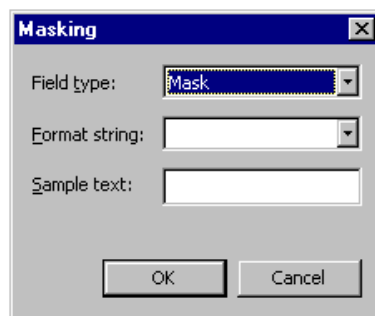 Masking
Field type: Mask
Format string:
Sample text:
OK Cancel